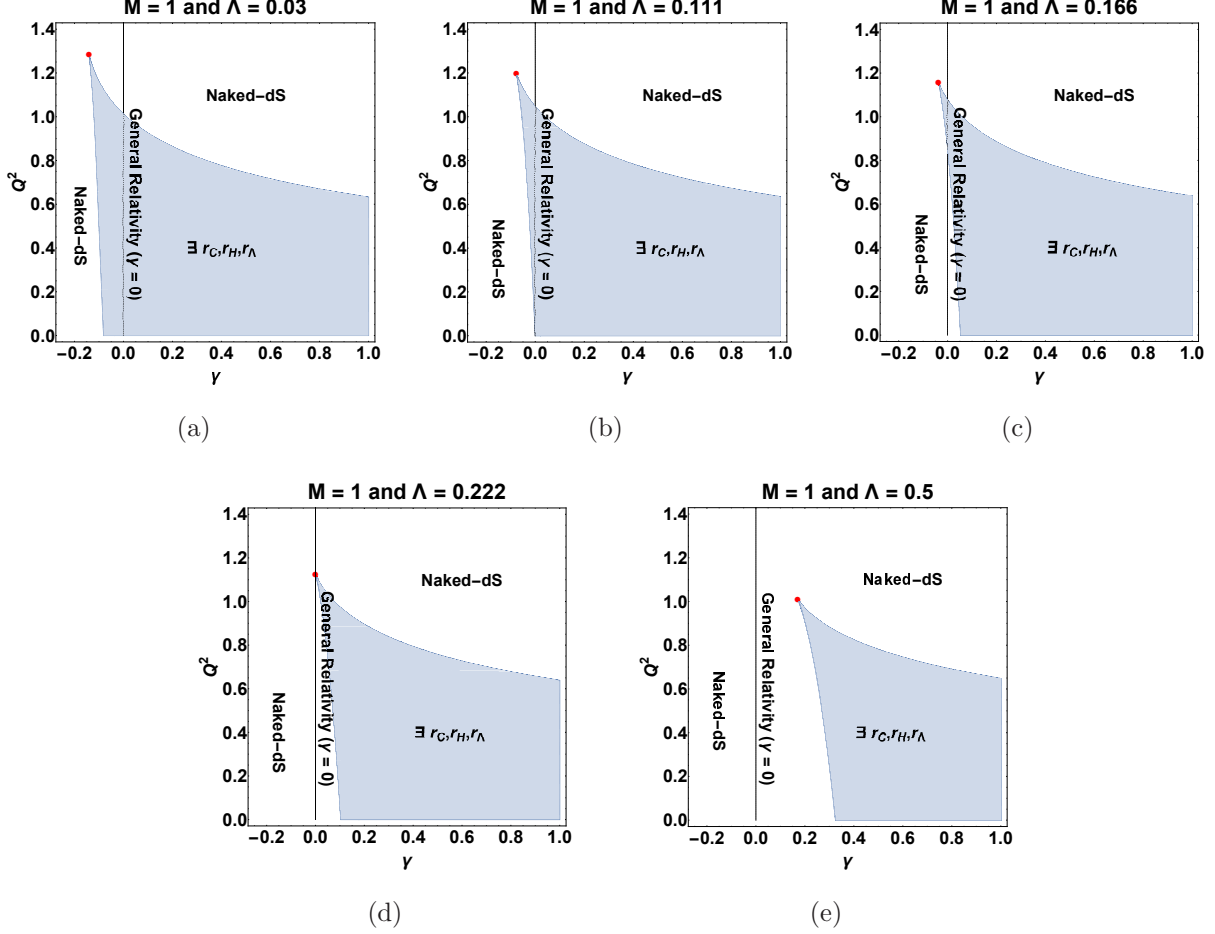 M = 1 and Λ = 0.03
1.4
1.2
1.0
0.8
0.6
0.4
0.2
0.0
Q²
Naked-dS
Naked-dS
General Relativity (γ = 0)
∃ r_C,r_H,r_Λ
-0.2 0.0 0.2 0.4 0.6 0.8 1.0
γ
(a)
M = 1 and Λ = 0.111
1.4
1.2
1.0
0.8
0.6
0.4
0.2
0.0
Q²
Naked-dS
Naked-dS
General Relativity (γ = 0)
∃ r_C,r_H,r_Λ
-0.2 0.0 0.2 0.4 0.6 0.8 1.0
γ
(b)
M = 1 and Λ = 0.166
1.4
1.2
1.0
0.8
0.6
0.4
0.2
0.0
Q²
Naked-dS
Naked-dS
General Relativity (γ = 0)
∃ r_C,r_H,r_Λ
-0.2 0.0 0.2 0.4 0.6 0.8 1.0
γ
(c)
M = 1 and Λ = 0.222
1.4
1.2
1.0
0.8
0.6
0.4
0.2
0.0
Q²
Naked-dS
Naked-dS
General Relativity (γ = 0)
∃ r_C,r_H,r_Λ
-0.2 0.0 0.2 0.4 0.6 0.8 1.0
γ
(d)
M = 1 and Λ = 0.5
1.4
1.2
1.0
0.8
0.6
0.4
0.2
0.0
Q²
Naked-dS
Naked-dS
General Relativity (γ = 0)
∃ r_C,r_H,r_Λ
-0.2 0.0 0.2 0.4 0.6 0.8 1.0
γ
(e)